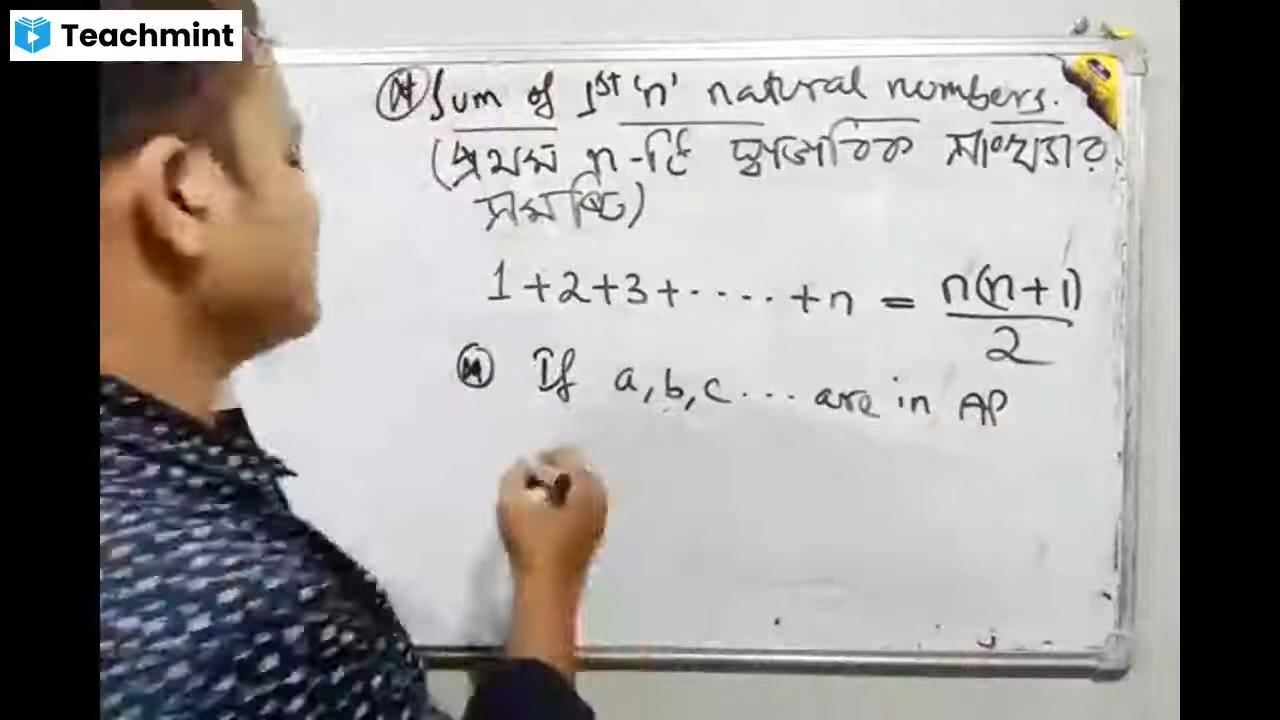 Teachmint
Sum of 1st 'n' natural numbers.
(প্রথম n-টি স্বাভাবিক সাংখ্যার
সমষ্টি)
1+2+3+.....+n = n(n+1)/2
If a, b, c... are in AP